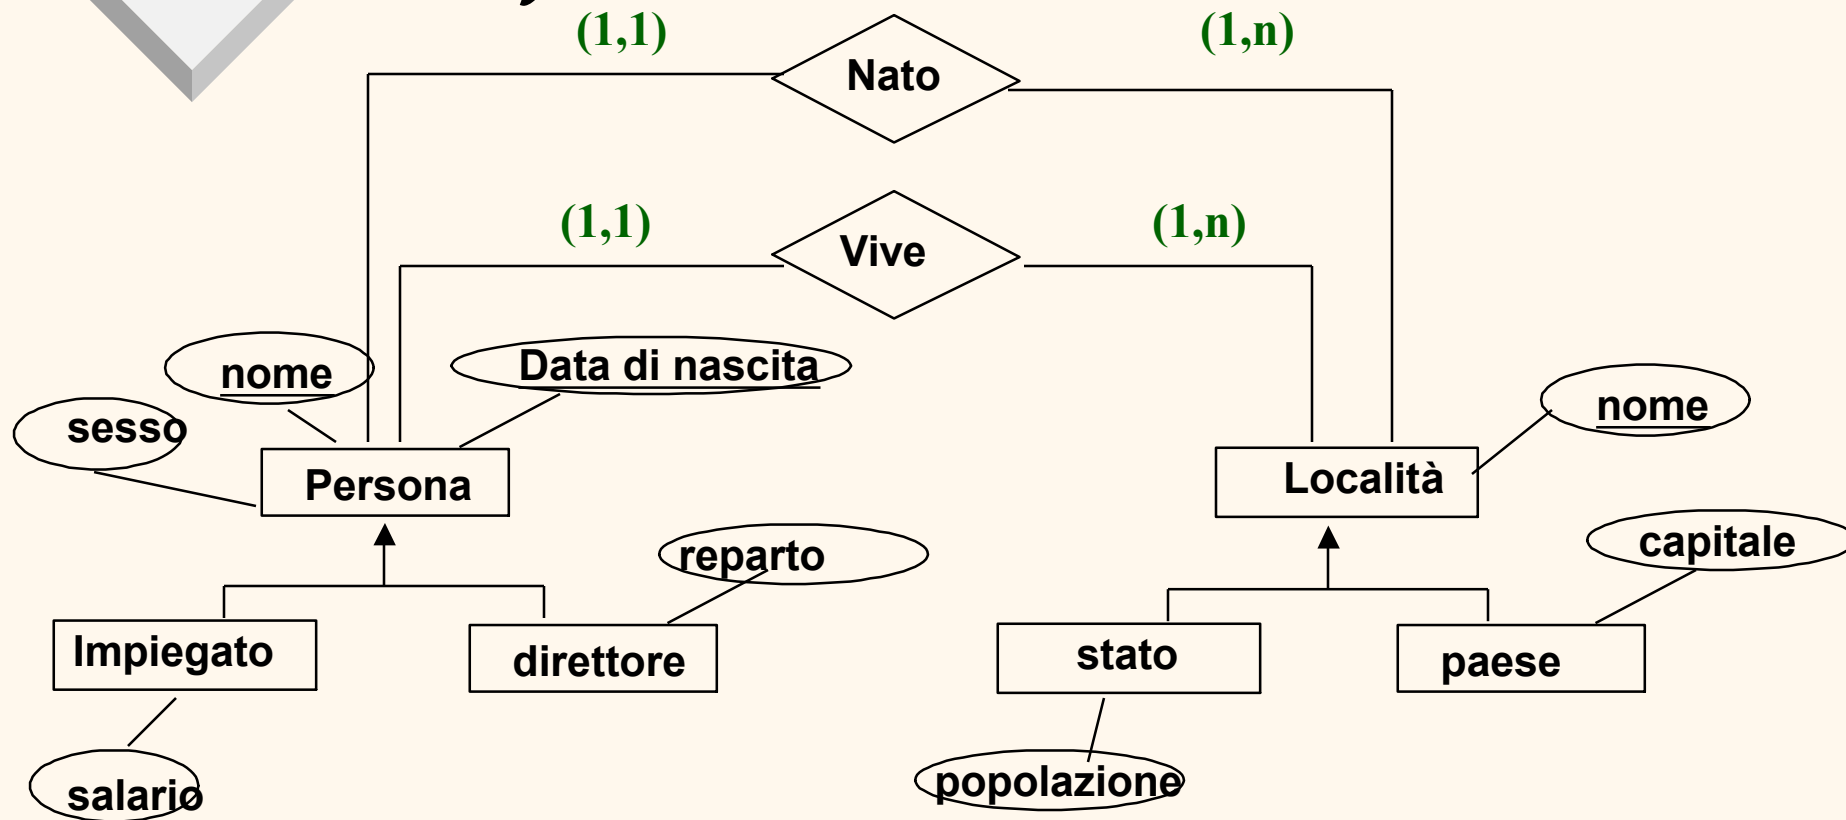 (1,1)
(1,n)
Nato
(1,1)
(1,n)
Vive
nome
Data di nascita
sesso
nome
Persona
Località
reparto
capitale
Impiegato
direttore
stato
paese
salario
popolazione